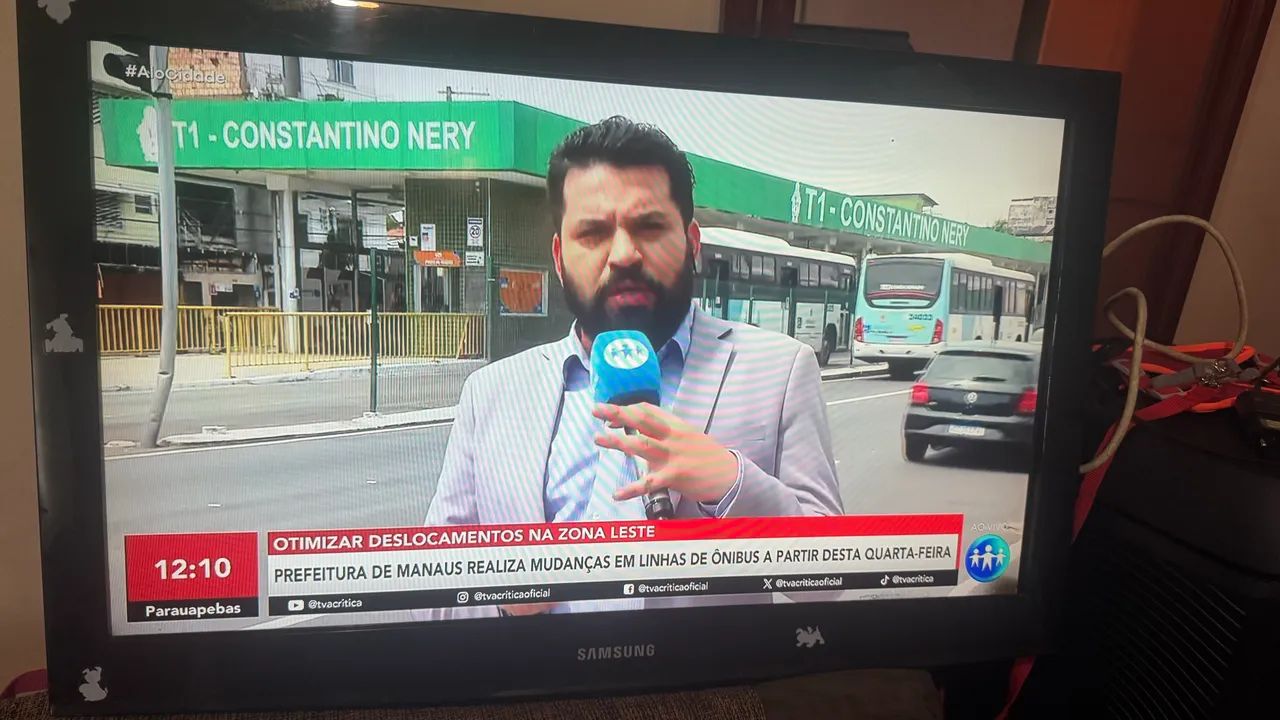 #AloCidade
T1 - CONSTANTINO NERY
T1 - CONSTANTINO NERY
20
AO VIVO
OTIMIZAR DESLOCAMENTOS NA ZONA LESTE
12:10
PREFEITURA DE MANAUS REALIZA MUDANÇAS EM LINHAS DE ÔNIBUS A PARTIR DESTA QUARTA-FEIRA
Parauapebas
@tvacritica
@tvacriticaoficial
@tvacriticaoficial
@tvacriticaoficial
@tvacritica
SAMSUNG